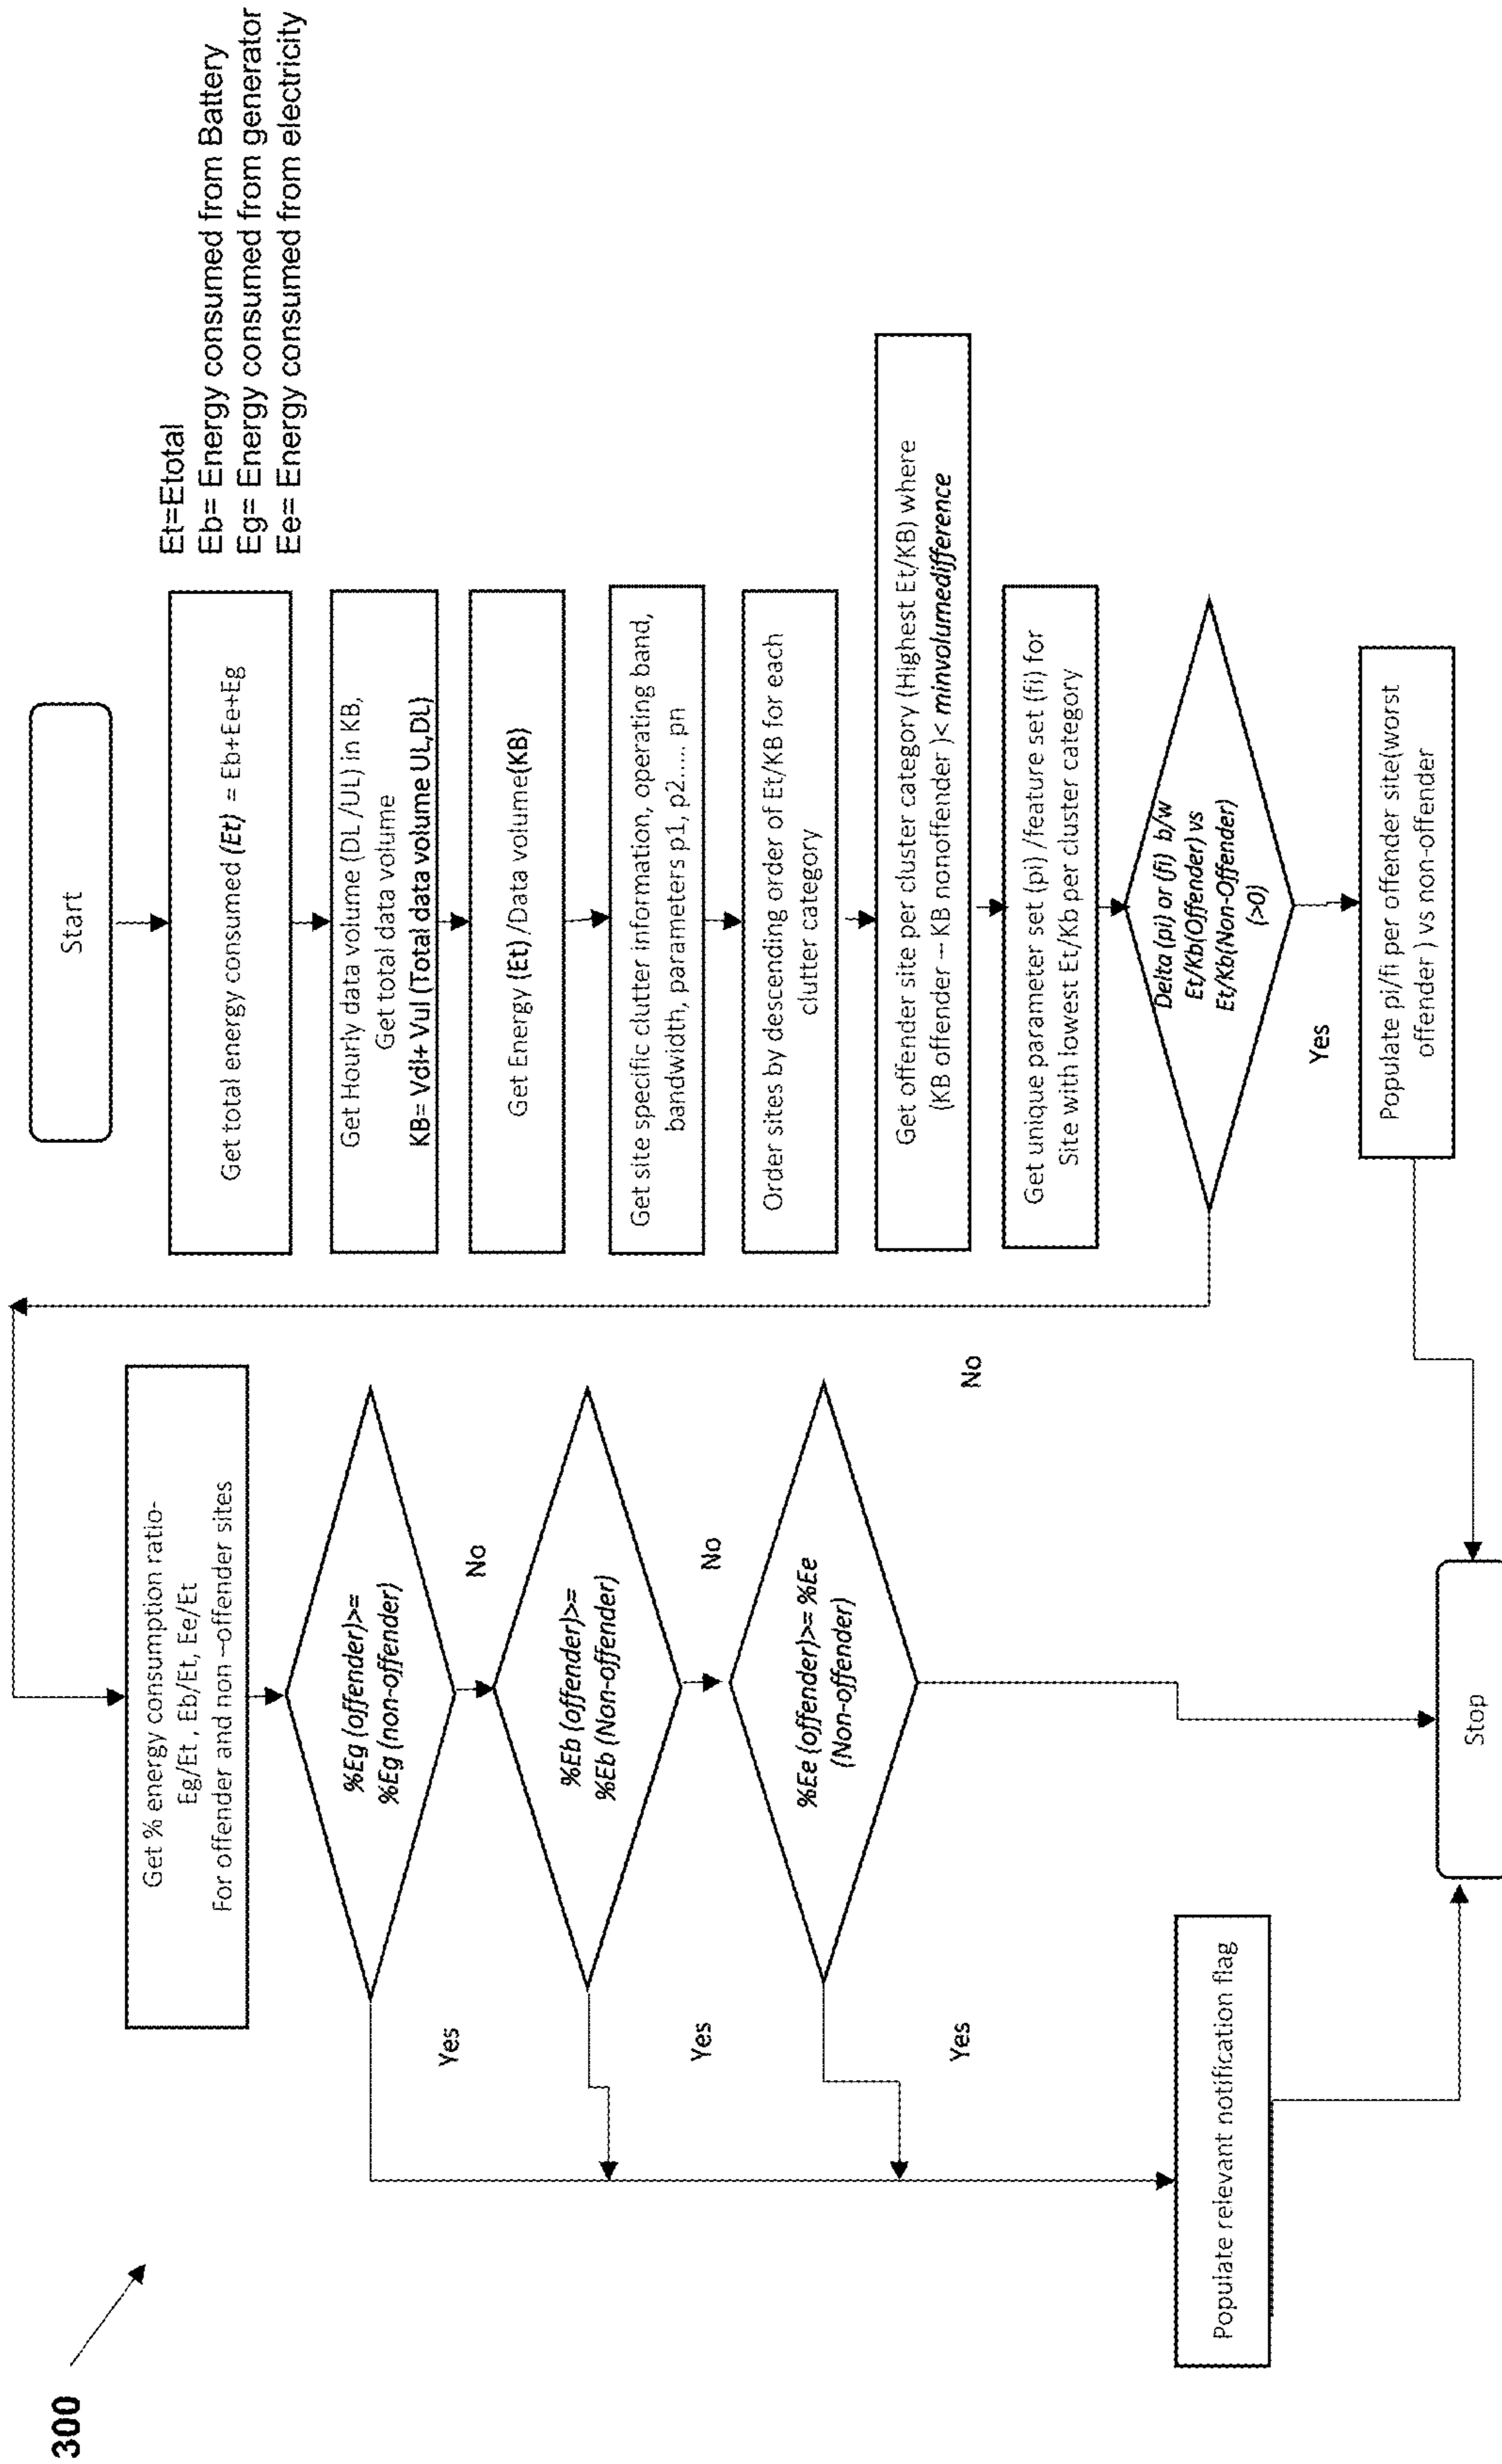 300
Start
Get total energy consumed (Et) = Eb+Ee+Eg
Get Hourly data volume (DL /UL) in KB,
Get total data volume
KB= Vdl+ Vul (Total data volume UL,DL)
Get Energy (Et) /Data volume(KB)
Get site specific clutter information, operating band,
bandwidth, parameters p1, p2..... pn
Order sites by descending order of Et/KB for each
clutter category
Get offender site per cluster category (Highest Et/KB) where
(KB offender – KB nonoffender )< minvolumedifference
Get unique parameter set (pi) /feature set (fi) for
Site with lowest Et/Kb per cluster category
Delta (pi) or (fi) b/w
Et/Kb(Offender) vs
Et/Kb(Non-Offender)
(>0)
Yes
Populate pi/fi per offender site(worst
offender ) vs non-offender
No
Et=Etotal
Eb= Energy consumed from Battery
Eg= Energy consumed from generator
Ee= Energy consumed from electricity
Get % energy consumption ratio-
Eg/Et , Eb/Et, Ee/Et
For offender and non –offender sites
%Eg (offender)>=
%Eg (non-offender)
No
Yes
%Eb (offender)>=
%Eb (Non-offender)
No
Yes
%Ee (offender)>= %Ee
(Non-offender)
Yes
Populate relevant notification flag
Stop